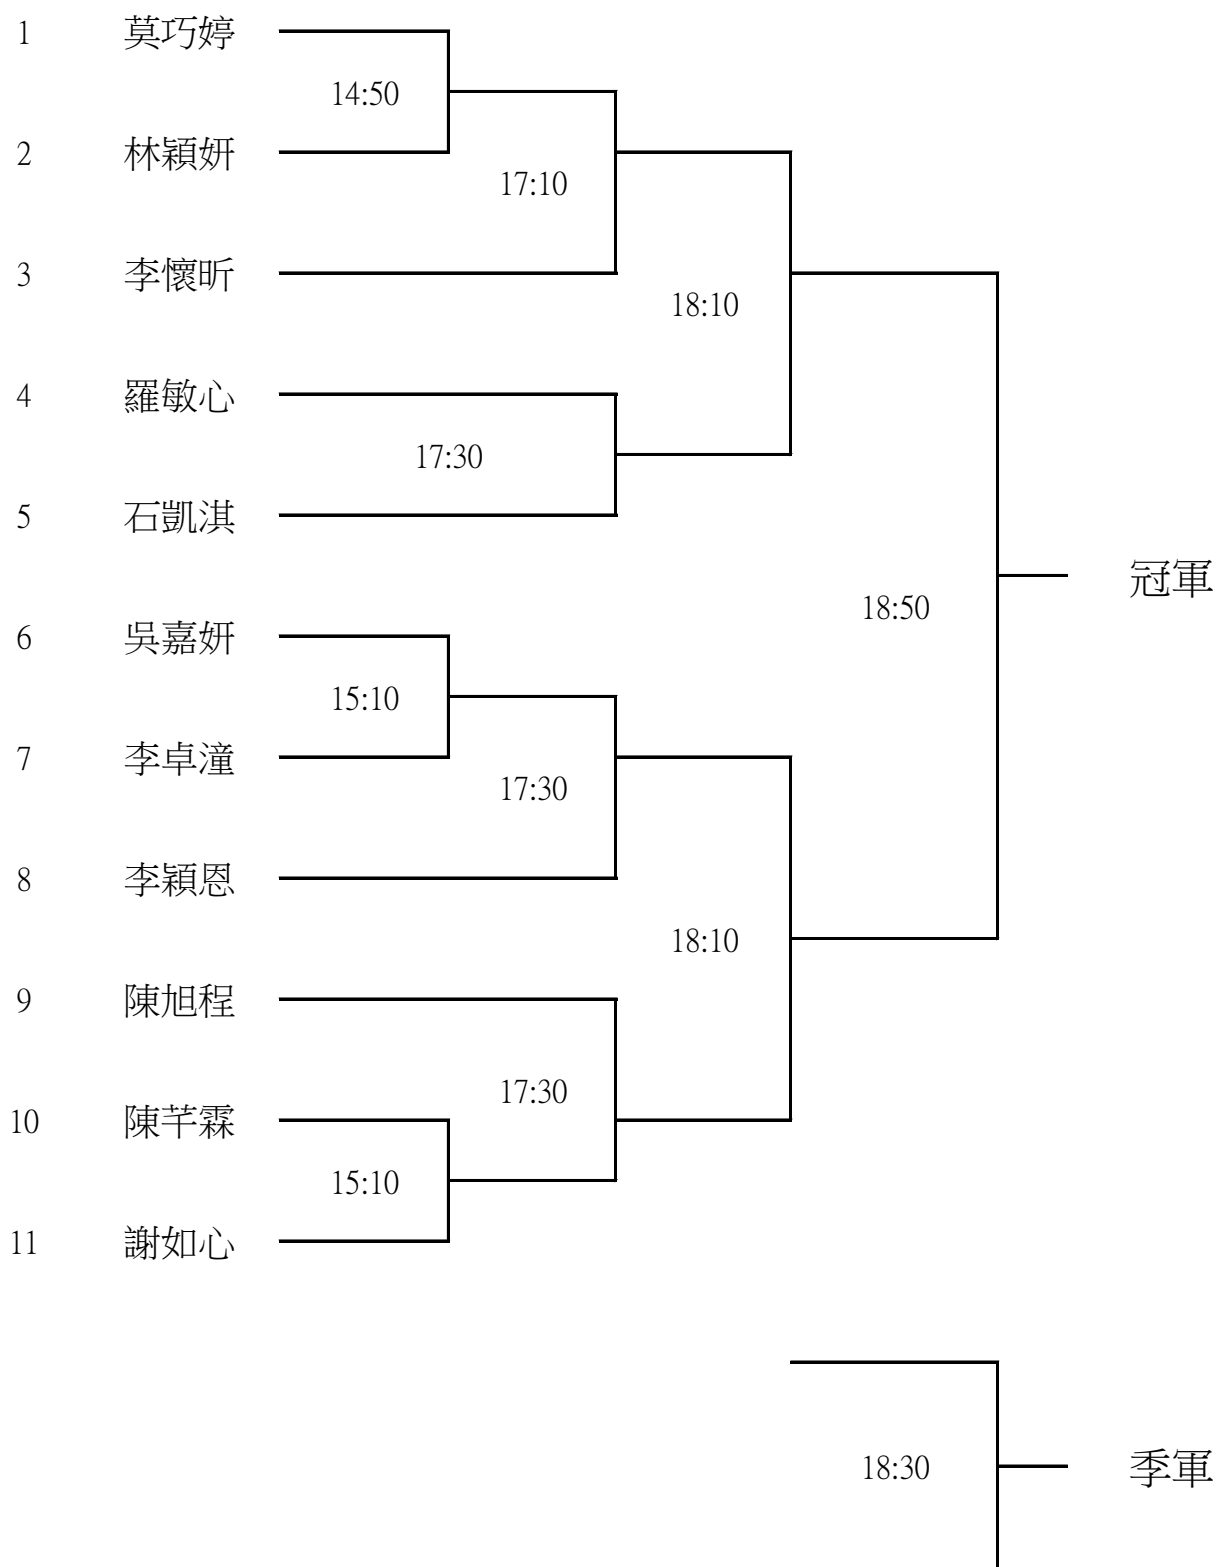 1 莫巧婷
14:50
2 林穎妍
17:10
3 李懷昕
18:10
4 羅敏心
17:30
5 石凱淇
冠軍
18:50
6 吳嘉妍
15:10
7 李卓潼
17:30
8 李穎恩
18:10
9 陳旭程
17:30
10 陳芊霖
15:10
11 謝如心
18:30 季軍